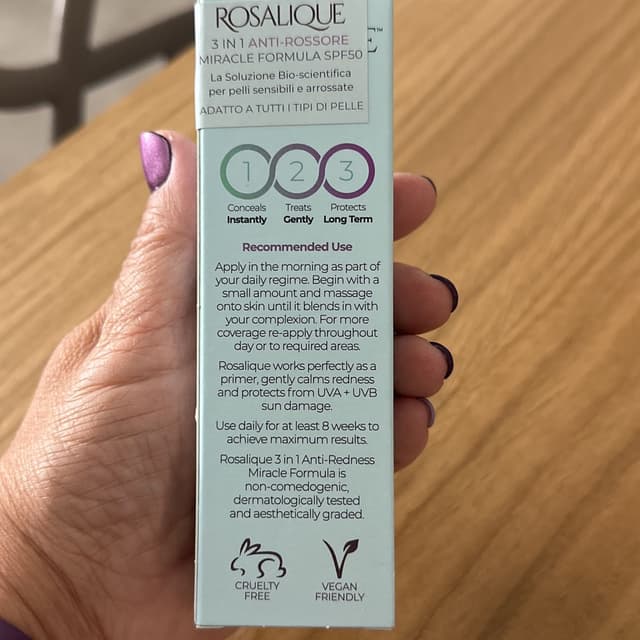 ROSALIQUE
3 IN 1 ANTI-ROSSORE
MIRACLE FORMULA SPF50
La Soluzione Bio-scientifica
per pelli sensibili e arrossate
ADATTO A TUTTI I TIPI DI PELLE
E™
1 2 3
Conceals Treats Protects
Instantly Gently Long Term
Recommended Use
Apply in the morning as part of
your daily regime. Begin with a
small amount and massage
onto skin until it blends in with
your complexion. For more
coverage re-apply throughout
day or to required areas.
Rosalique works perfectly as a
primer, gently calms redness
and protects from UVA + UVB
sun damage.
Use daily for at least 8 weeks to
achieve maximum results.
Rosalique 3 in 1 Anti-Redness
Miracle Formula is
non-comedogenic,
dermatologically tested
and aesthetically graded.
CRUELTY FREE
VEGAN FRIENDLY